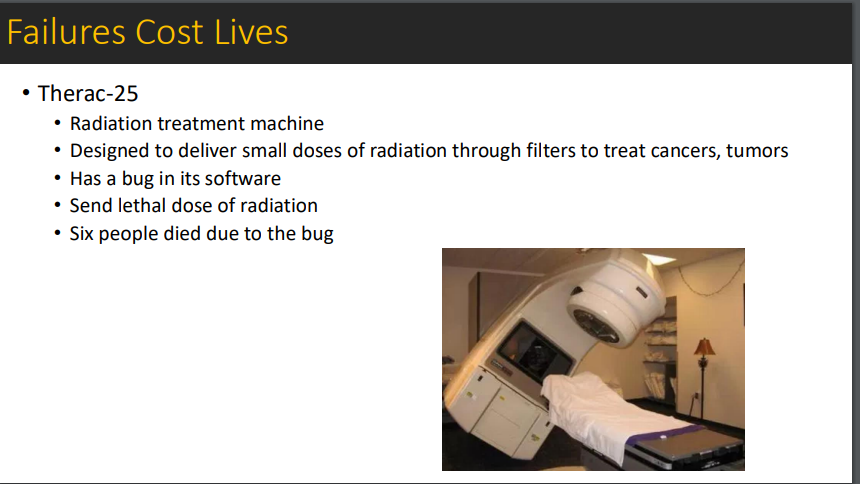 Failures Cost Lives
• Therac-25
• Radiation treatment machine
• Designed to deliver small doses of radiation through filters to treat cancers, tumors
• Has a bug in its software
• Send lethal dose of radiation
• Six people died due to the bug